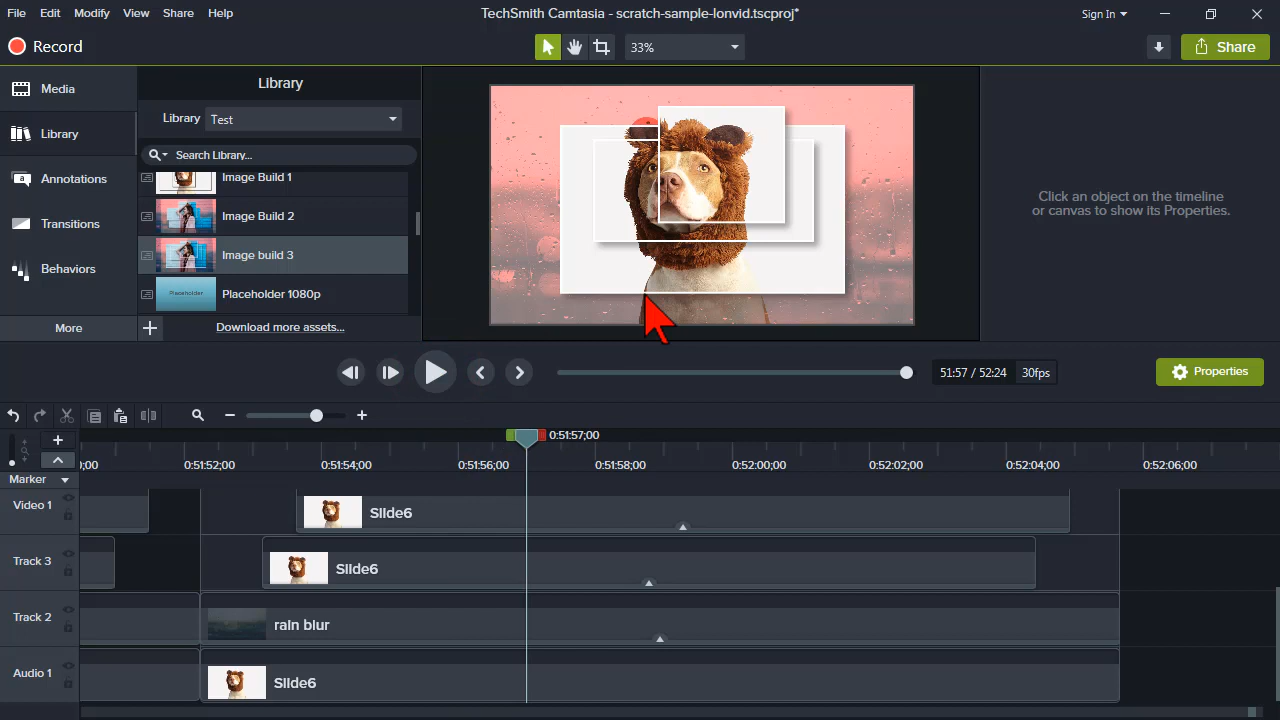 File Edit Modify View Share Help
TechSmith Camtasia - scratch-sample-lonvid.tscproj*
Sign In
Record
33%
Share
Media
Library
Annotations
Transitions
Behaviors
More
Library
Library Test
Search Library...
Image Build 1
Image Build 2
Image build 3
Placeholder
Placeholder 1080p
Download more assets...
Click an object on the timeline
or canvas to show its Properties.
51:57 / 52:24 30fps
Properties
0:51:57;00
;00 0:51:52;00 0:51:54;00 0:51:56;00 0:51:58;00 0:52:00;00 0:52:02;00 0:52:04;00 0:52:06;00
Marker
Video 1
Slide6
Track 3
Slide6
Track 2
rain blur
Audio 1
Slide6